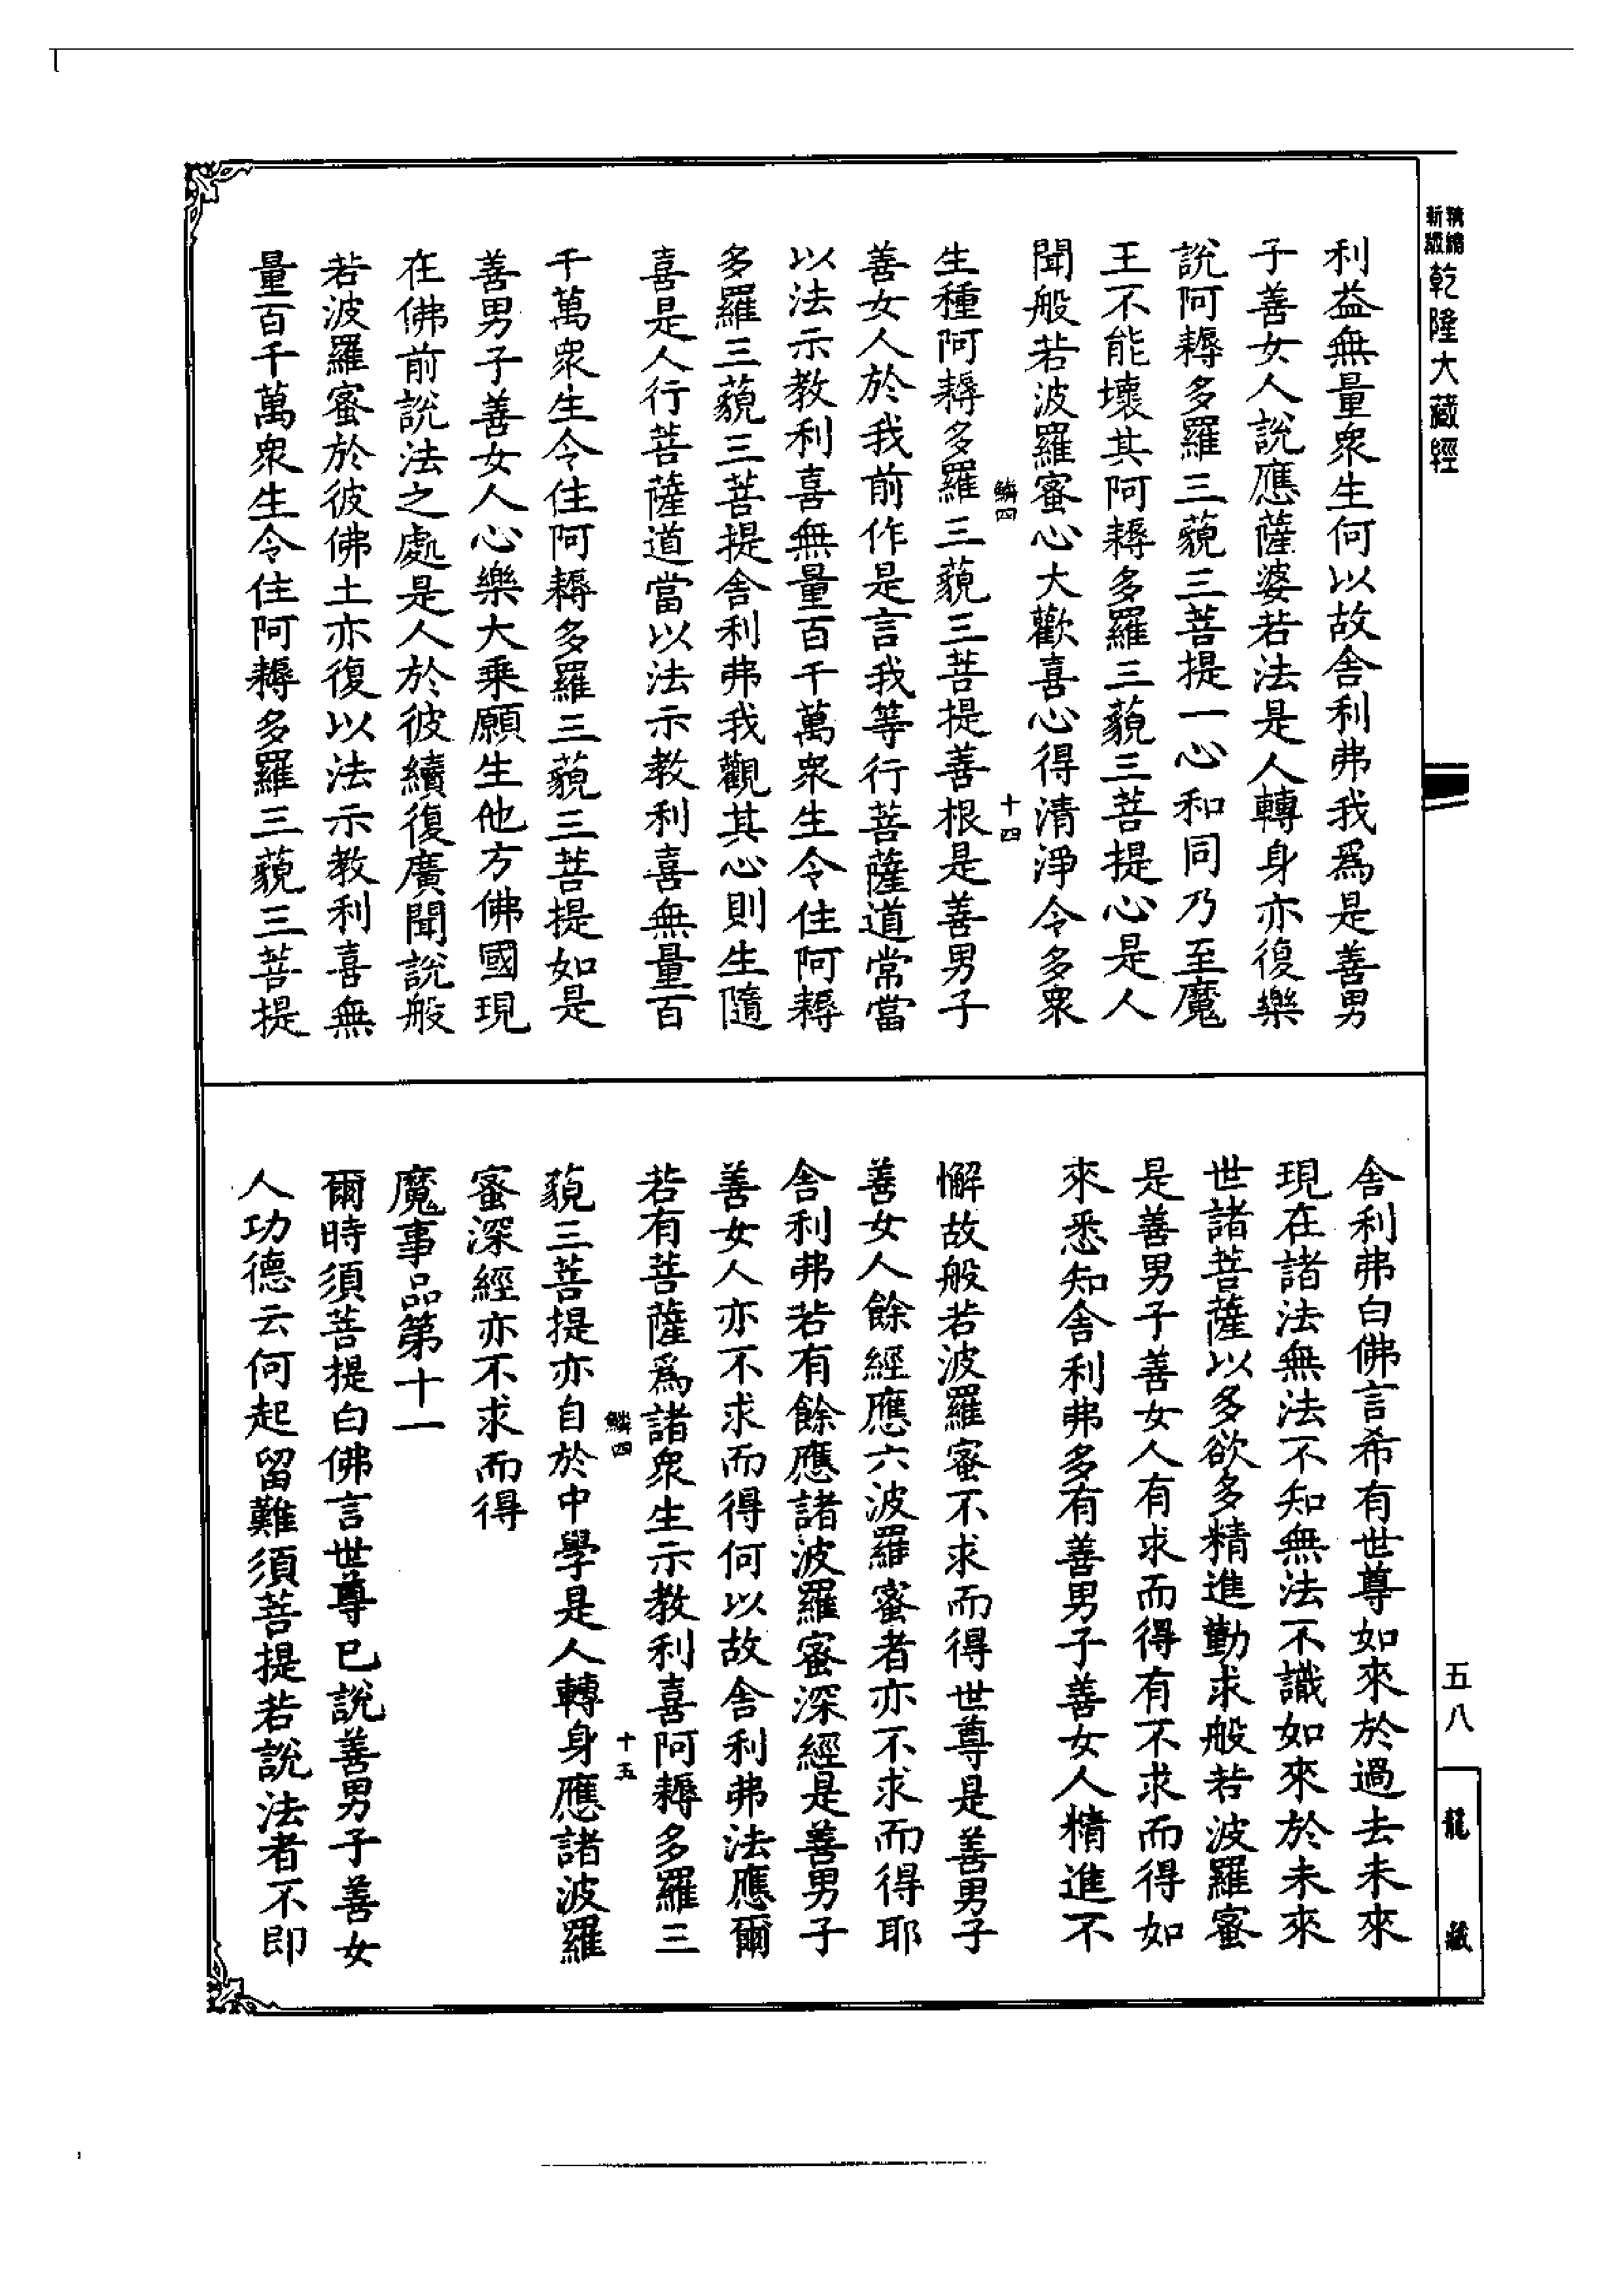 精縮
新版
乾隆大藏經
利益無量衆生何以故舍利弗我爲是善男
子善女人說應薩婆若法是人轉身亦復樂
說阿耨多羅三藐三菩提一心和同乃至魔
王不能壞其阿耨多羅三藐三菩提心是人
聞般若波羅蜜心大歡喜心得清淨令多衆
鱗四
十四
生種阿耨多羅三藐三菩提善根是善男子
善女人於我前作是言我等行菩薩道常當
以法示教利喜無量百千萬衆生令住阿耨
多羅三藐三菩提舍利弗我觀其心則生隨
喜是人行菩薩道當以法示教利喜無量百
千萬衆生令住阿耨多羅三藐三菩提如是
善男子善女人心樂大乘願生他方佛國現
在佛前說法之處是人於彼續復廣聞說般
若波羅蜜於彼佛土亦復以法示教利喜無
量百千萬衆生令住阿耨多羅三藐三菩提
舍利弗白佛言希有世尊如來於過去未來
現在諸法無法不知無法不識如來於未來
世諸菩薩以多欲多精進勤求般若波羅蜜
是善男子善女人有求而得有不求而得如
來悉知舍利弗多有善男子善女人精進不
懈故般若波羅蜜不求而得世尊是善男子
善女人餘經應六波羅蜜者亦不求而得耶
舍利弗若有餘應諸波羅蜜深經是善男子
善女人亦不求而得何以故舍利弗法應爾
若有菩薩爲諸衆生示教利喜阿耨多羅三
鱗四
十五
藐三菩提亦自於中學是人轉身應諸波羅
蜜深經亦不求而得
魔事品第十一
爾時須菩提白佛言世尊已說善男子善女
人功德云何起留難須菩提若說法者不即
五八
龍藏